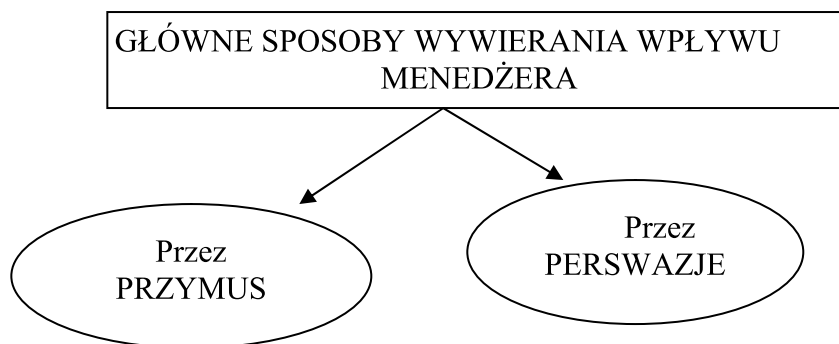 GŁÓWNE SPOSOBY WYWIERANIA WPŁYWU
MENEDŻERA
Przez
PRZYMUS
Przez
PERSWAZJE